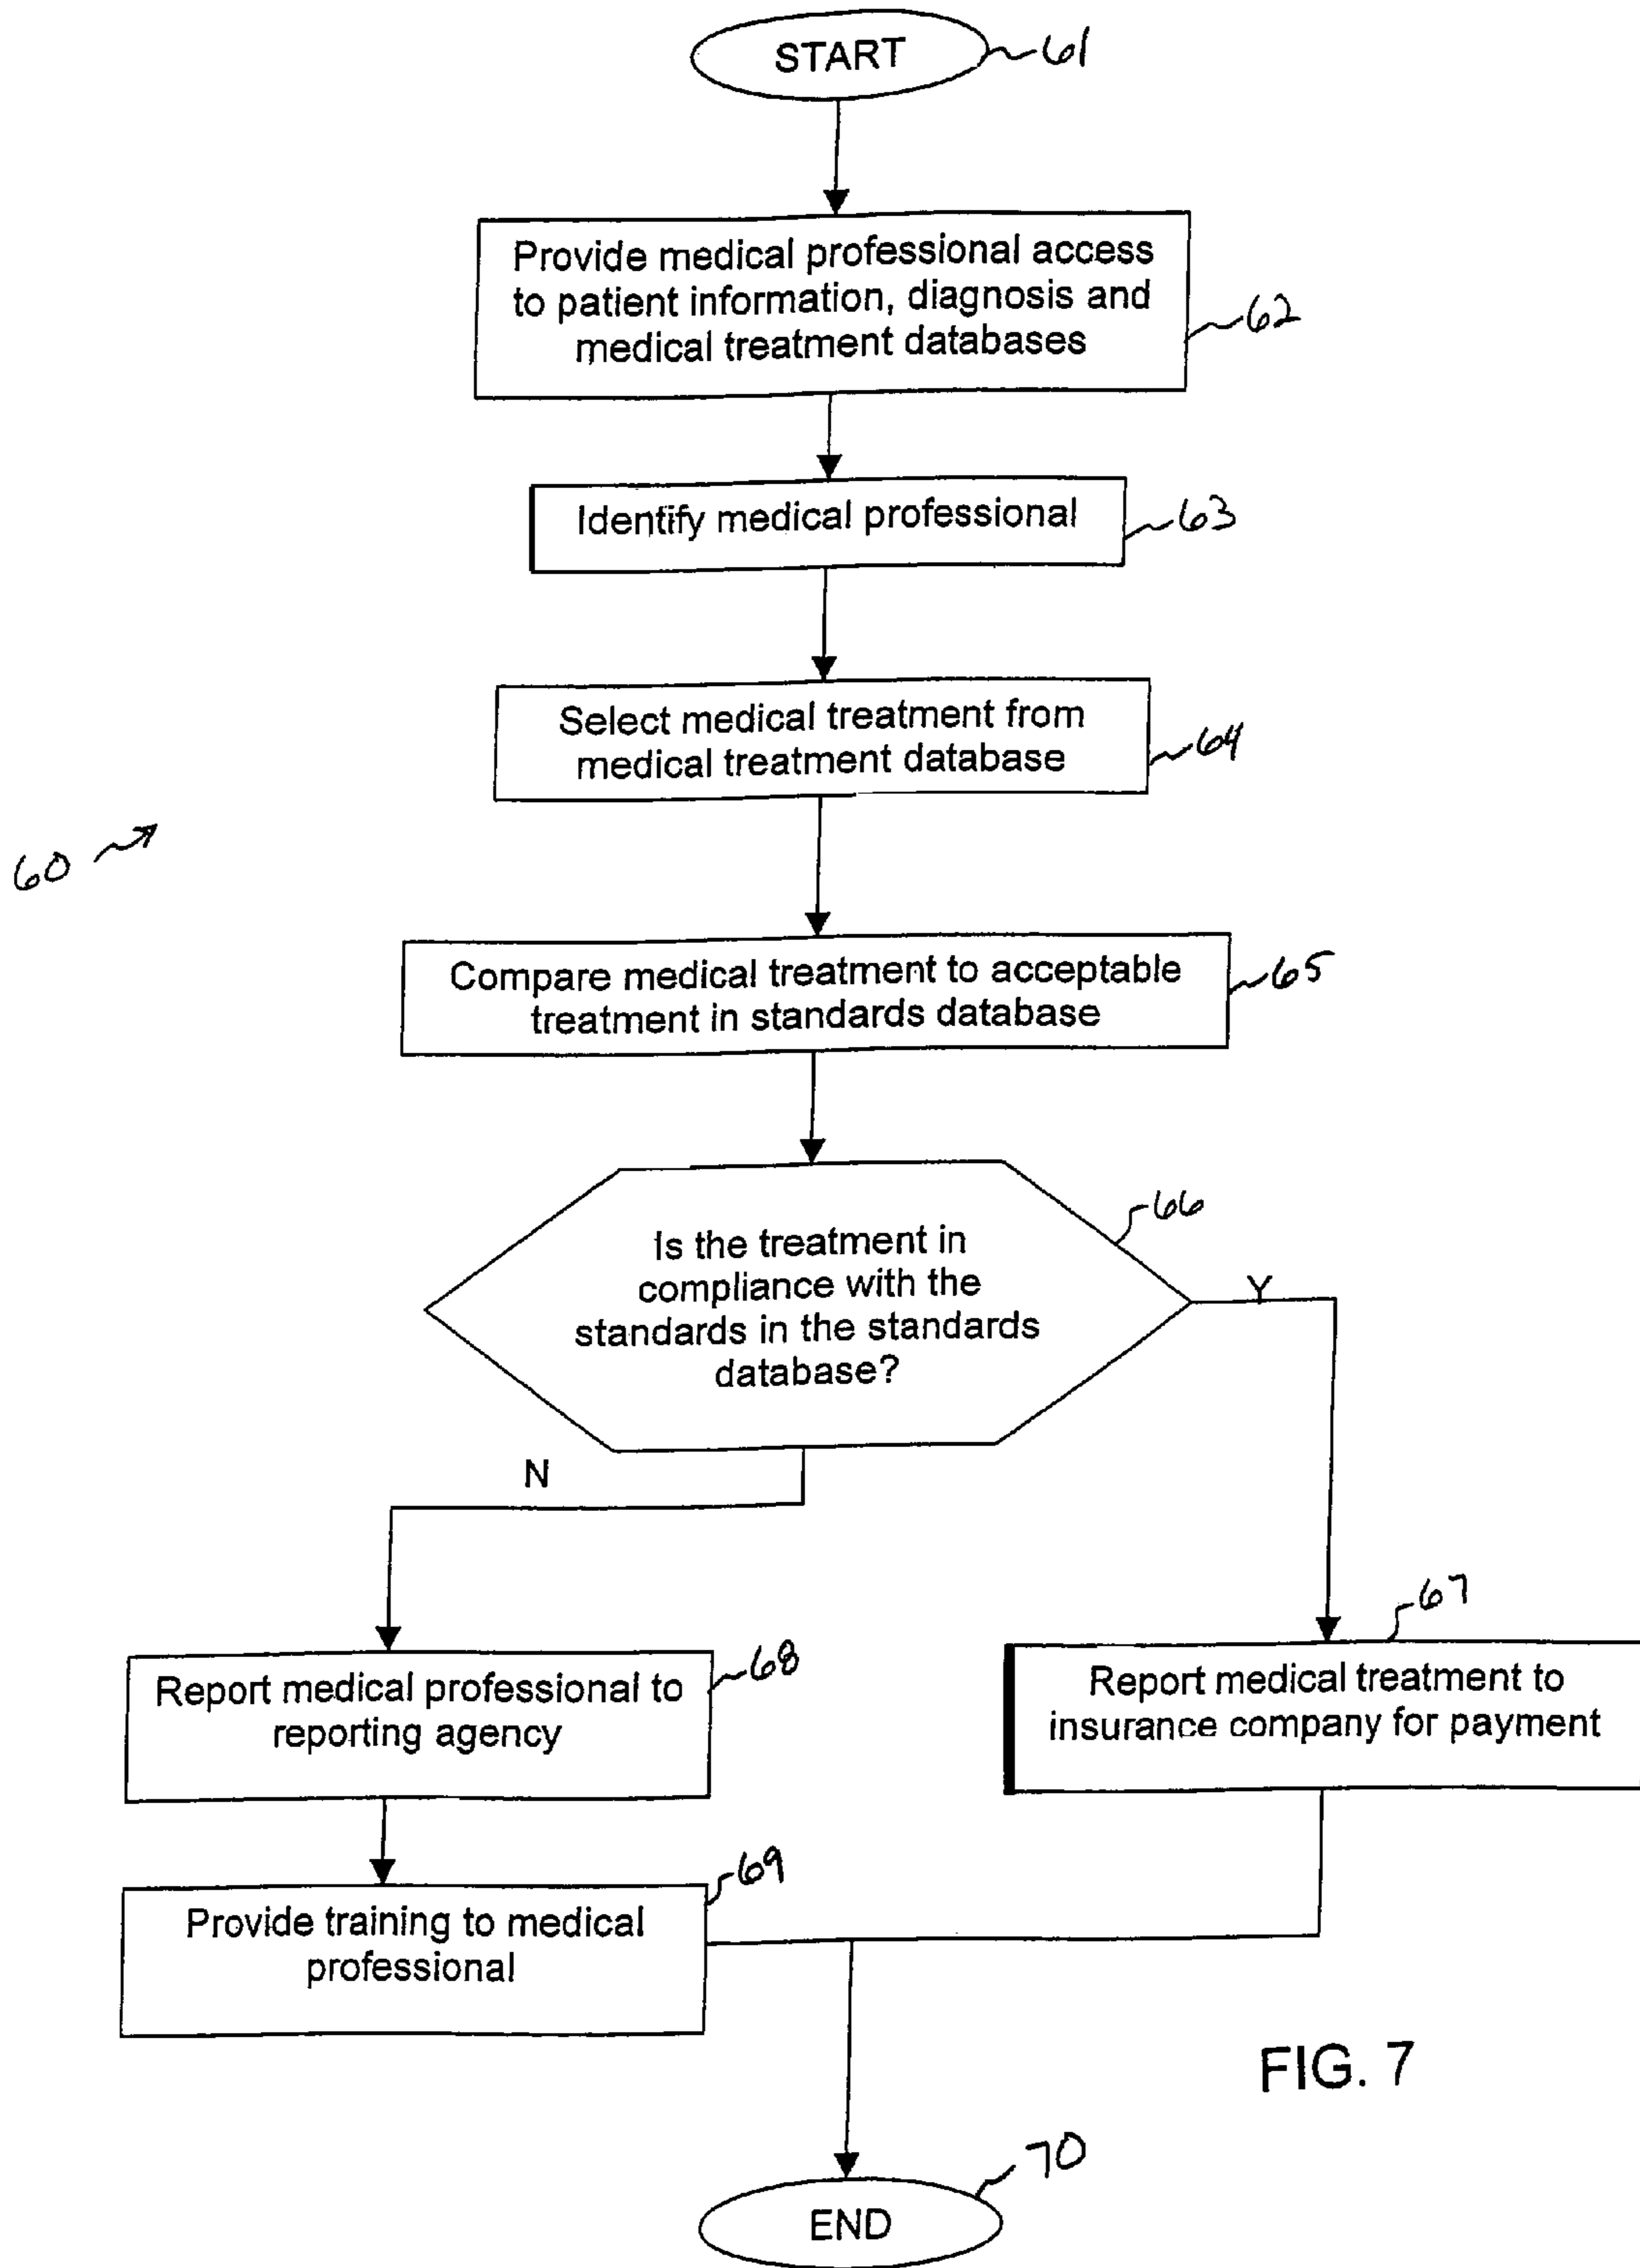 START
61
Provide medical professional access
to patient information, diagnosis and
medical treatment databases
62
Identify medical professional
63
Select medical treatment from
medical treatment database
64
60
Compare medical treatment to acceptable
treatment in standards database
65
66
Is the treatment in
compliance with the
standards in the standards
database?
Y
N
67
Report medical professional to
reporting agency
68
Report medical treatment to
insurance company for payment
69
Provide training to medical
professional
FIG. 7
70
END